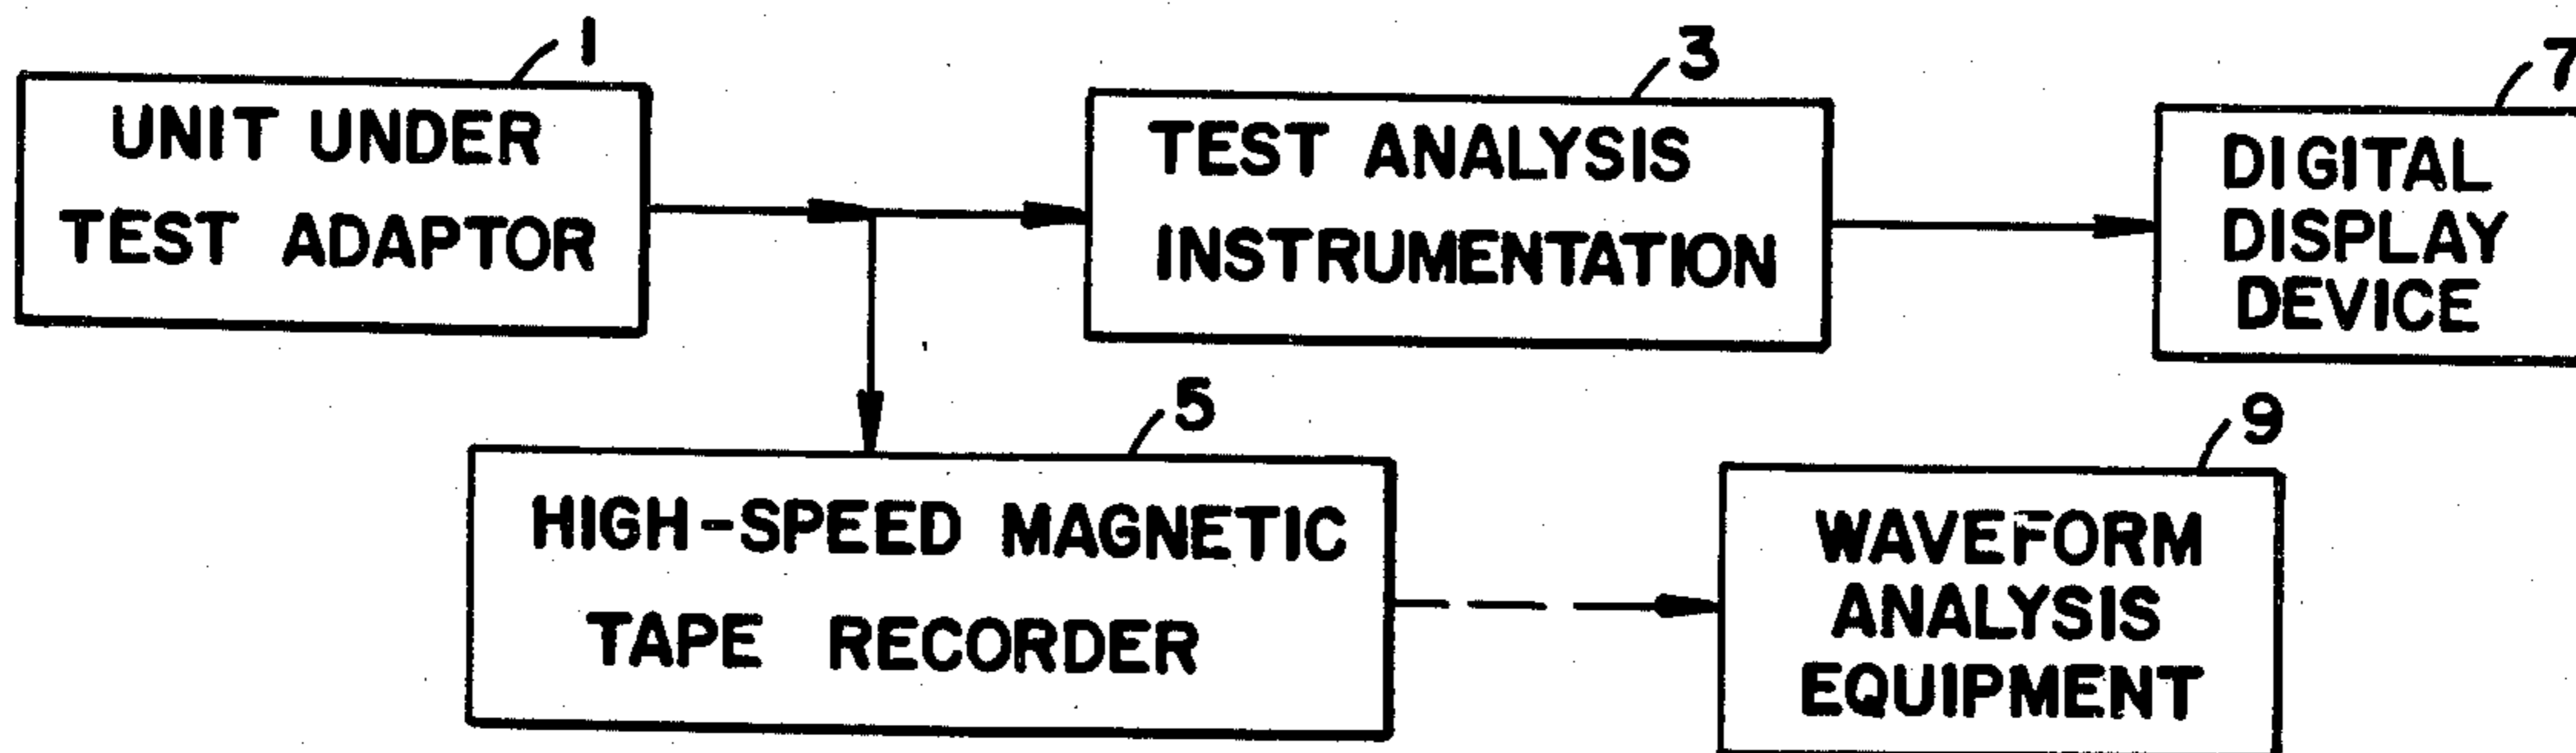 1
UNIT UNDER
TEST ADAPTOR
3
TEST ANALYSIS
INSTRUMENTATION
7
DIGITAL
DISPLAY
DEVICE
5
HIGH-SPEED MAGNETIC
TAPE RECORDER
9
WAVEFORM
ANALYSIS
EQUIPMENT